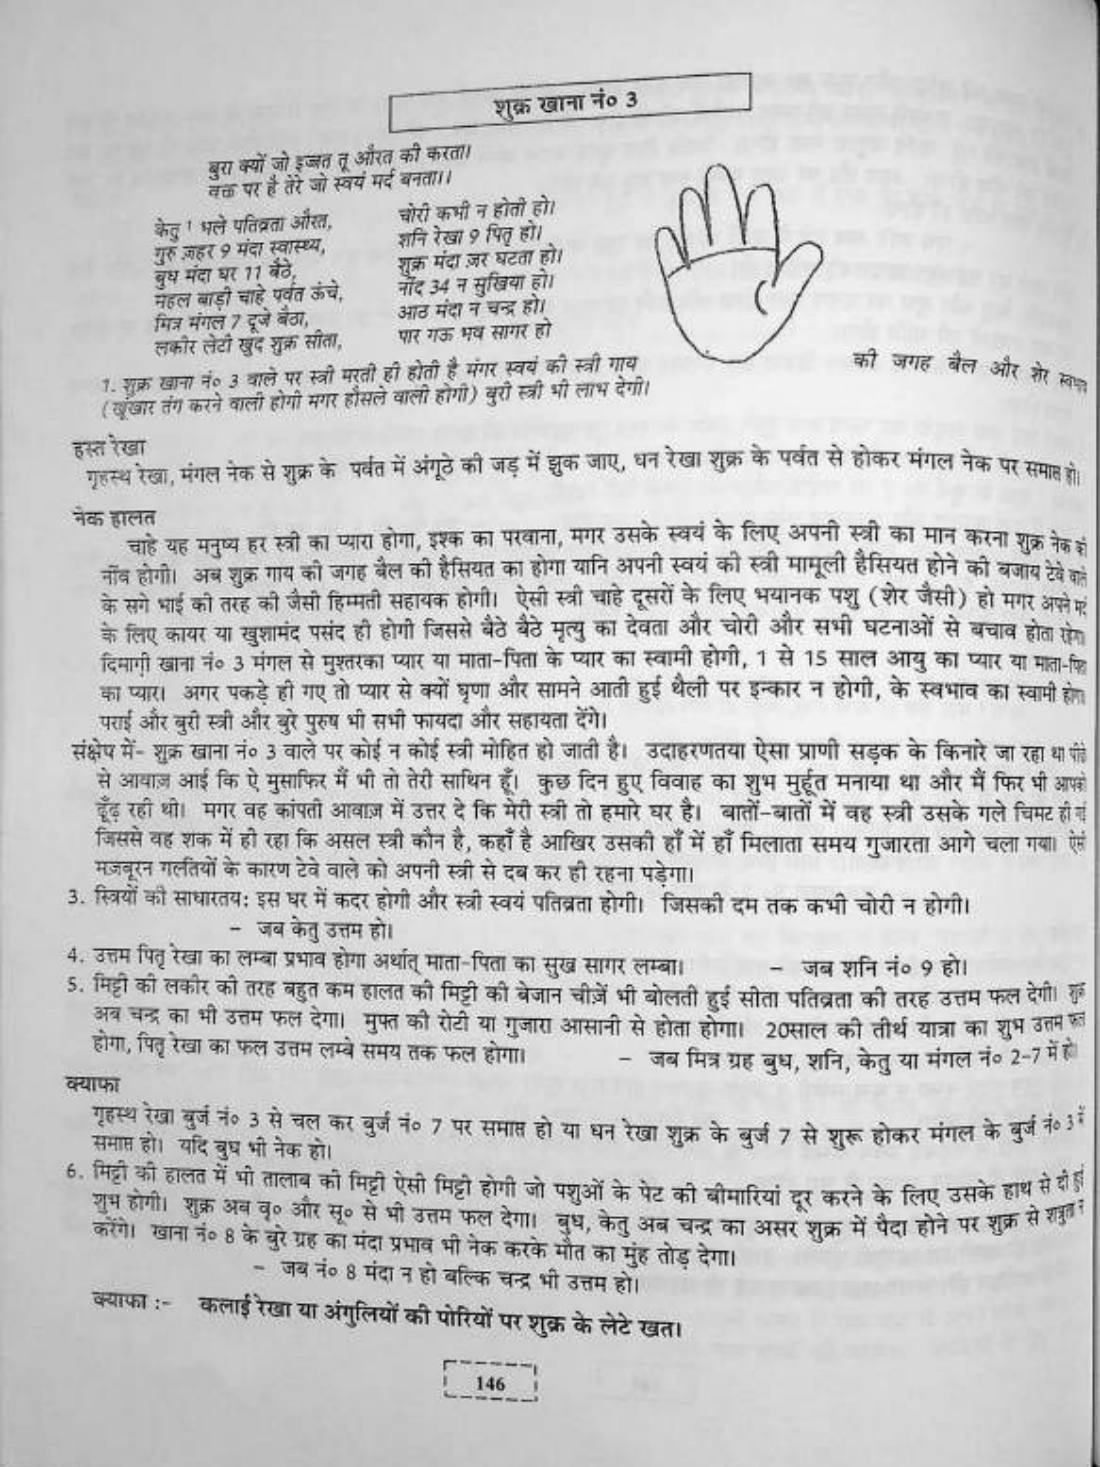 शुक्र खाना नं० 3
बुरा क्यों जो इज्जत तू औरत की करता।
वक्त पर है तेरे जो स्वयं मर्द बनता।।
केतु 1 भले पतिव्रता औरत, चोरी कभी न होती हो।
गुरु ज़हर 9 मंदा स्वास्थ्य, शनि रेखा 9 पितृ हो।
बुध मंदा घर 11 बैठे, शुक्र मंदा ज़र घटता हो।
महल बाड़ी चाहे पर्वत ऊंचे, नींद 34 न सुखिया हो।
मित्र मंगल 7 दूजे बैठा, आठ मंदा न चन्द्र हो।
लकीर लेटी खुद शुक्र सीता, पार गऊ भव सागर हो
1. शुक्र खाना नं० 3 वाले पर स्त्री मरती ही होती है मगर स्वयं की स्त्री गाय की जगह बैल और शेर स्वभाव
(खूंखार तंग करने वाली होगी मगर हौसले वाली होगी) बुरी स्त्री भी लाभ देगी।
हस्त रेखा
गृहस्थ रेखा, मंगल नेक से शुक्र के पर्वत में अंगूठे की जड़ में झुक जाए, धन रेखा शुक्र के पर्वत से होकर मंगल नेक पर समाप्त हो।
नेक हालत
चाहे यह मनुष्य हर स्त्री का प्यारा होगा, इश्क का परवाना, मगर उसके स्वयं के लिए अपनी स्त्री का मान करना शुक्र नेक की
नींव होगी। अब शुक्र गाय की जगह बैल की हैसियत का होगा यानि अपनी स्वयं की स्त्री मामूली हैसियत होने की बजाय टेवे वाले
के सगे भाई की तरह की जैसी हिम्मती सहायक होगी। ऐसी स्त्री चाहे दूसरों के लिए भयानक पशु (शेर जैसी) हो मगर अपने मर्द
के लिए कायर या खुशामंद पसंद ही होगी जिससे बैठे बैठे मृत्यु का देवता और चोरी और सभी घटनाओं से बचाव होता रहेगा
दिमाग़ी खाना नं० 3 मंगल से मुश्तरका प्यार या माता-पिता के प्यार का स्वामी होगी, 1 से 15 साल आयु का प्यार या माता-पिता
का प्यार। अगर पकड़े ही गए तो प्यार से क्यों घृणा और सामने आती हुई थैली पर इन्कार न होगी, के स्वभाव का स्वामी होगा
पराई और बुरी स्त्री और बुरे पुरुष भी सभी फायदा और सहायता देंगे।
संक्षेप में- शुक्र खाना नं० 3 वाले पर कोई न कोई स्त्री मोहित हो जाती है। उदाहरणतया ऐसा प्राणी सड़क के किनारे जा रहा था पीछे
से आवाज़ आई कि ऐ मुसाफिर मैं भी तो तेरी साथिन हूँ। कुछ दिन हुए विवाह का शुभ मुर्हूत मनाया था और मैं फिर भी आपको
ढूँढ़ रही थी। मगर वह कांपती आवाज़ में उत्तर दे कि मेरी स्त्री तो हमारे घर है। बातों-बातों में वह स्त्री उसके गले चिमट ही गई
जिससे वह शक में ही रहा कि असल स्त्री कौन है, कहाँ है आखिर उसकी हाँ में हाँ मिलाता समय गुजारता आगे चला गया। ऐसी
मज़बूरन गलतियों के कारण टेवे वाले को अपनी स्त्री से दब कर ही रहना पड़ेगा।
3. स्त्रियों की साधारतयः इस घर में कदर होगी और स्त्री स्वयं पतिव्रता होगी। जिसकी दम तक कभी चोरी न होगी।
- जब केतु उत्तम हो।
4. उत्तम पितृ रेखा का लम्बा प्रभाव होगा अर्थात् माता-पिता का सुख सागर लम्बा। - जब शनि नं० 9 हो।
5. मिट्टी की लकीर की तरह बहुत कम हालत की मिट्टी की बेजान चीज़ें भी बोलती हुई सीता पतिव्रता की तरह उत्तम फल देगी। शुक्र
अब चन्द्र का भी उत्तम फल देगा। मुफ्त की रोटी या गुजारा आसानी से होता होगा। 20साल की तीर्थ यात्रा का शुभ उत्तम फल
होगा, पितृ रेखा का फल उत्तम लम्बे समय तक फल होगा। - जब मित्र ग्रह बुध, शनि, केतु या मंगल नं० 2-7 में हो।
क्याफा
गृहस्थ रेखा बुर्ज नं० 3 से चल कर बुर्ज नं० 7 पर समाप्त हो या धन रेखा शुक्र के बुर्ज 7 से शुरू होकर मंगल के बुर्ज नं० 3 में
समाप्त हो। यदि बुध भी नेक हो।
6. मिट्टी की हालत में भी तालाब की मिट्टी ऐसी मिट्टी होगी जो पशुओं के पेट की बीमारियां दूर करने के लिए उसके हाथ से दी हुई
शुभ होगी। शुक्र अब वृ० और सू० से भी उत्तम फल देगा। बुध, केतु अब चन्द्र का असर शुक्र में पैदा होने पर शुक्र से शत्रुता न
करेंगे। खाना नं० 8 के बुरे ग्रह का मंदा प्रभाव भी नेक करके मौत का मुंह तोड़ देगा।
- जब नं० 8 मंदा न हो बल्कि चन्द्र भी उत्तम हो।
क्याफा :- कलाई रेखा या अंगुलियों की पोरियों पर शुक्र के लेटे खत।
146